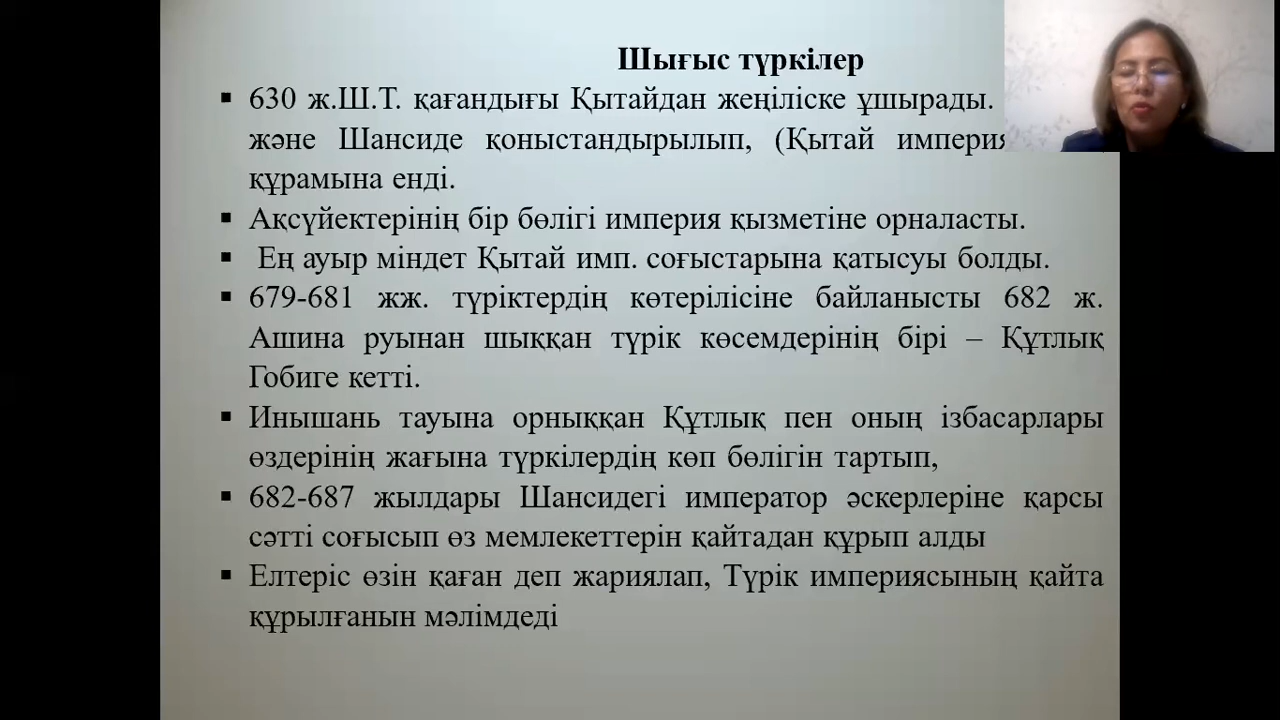 Шығыс түркілер
▪ 630 ж.Ш.Т. қағандығы Қытайдан жеңіліске ұшырады.
және Шансиде қоныстандырылып, (Қытай
құрамына енді.
▪ Ақсүйектерінің бір бөлігі империя қызметіне орналасты.
▪ Ең ауыр міндет Қытай имп. соғыстарына қатысуы болды.
▪ 679-681 жж. түріктердің көтерілісіне байланысты 682 ж.
Ашина руынан шыққан түрік көсемдерінің бірі – Құтлық
Гобиге кетті.
▪ Инышань тауына орныққан Құтлық пен оның ізбасарлары
өздерінің жағына түркілердің көп бөлігін тартып,
▪ 682-687 жылдары Шансидегі император әскерлеріне қарсы
сәтті соғысып өз мемлекеттерін қайтадан құрып алды
▪ Елтеріс өзін қаған деп жариялап, Түрік империясының қайта
құрылғанын мәлімдеді